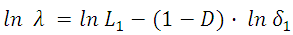 ln λ = ln L₁ − (1 − D) · ln δ₁